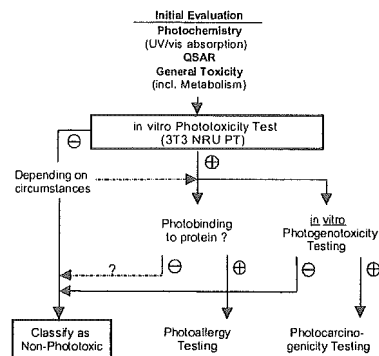 Initial Evaluation
Photochemistry
(UV/vis absorption)
QSAR
General Toxicity
(incl. Metabolism)
in vitro Phototoxicity Test
(3T3 NRU PT)
⊖
⊕
Depending on
circumstances
Photobinding
to protein ?
in vitro
Photogenotoxicity
Testing
?
⊖
⊕
⊖
⊕
Classify as
Non-Phototoxic
Photoallergy
Testing
Photocarcino-
genicity Testing